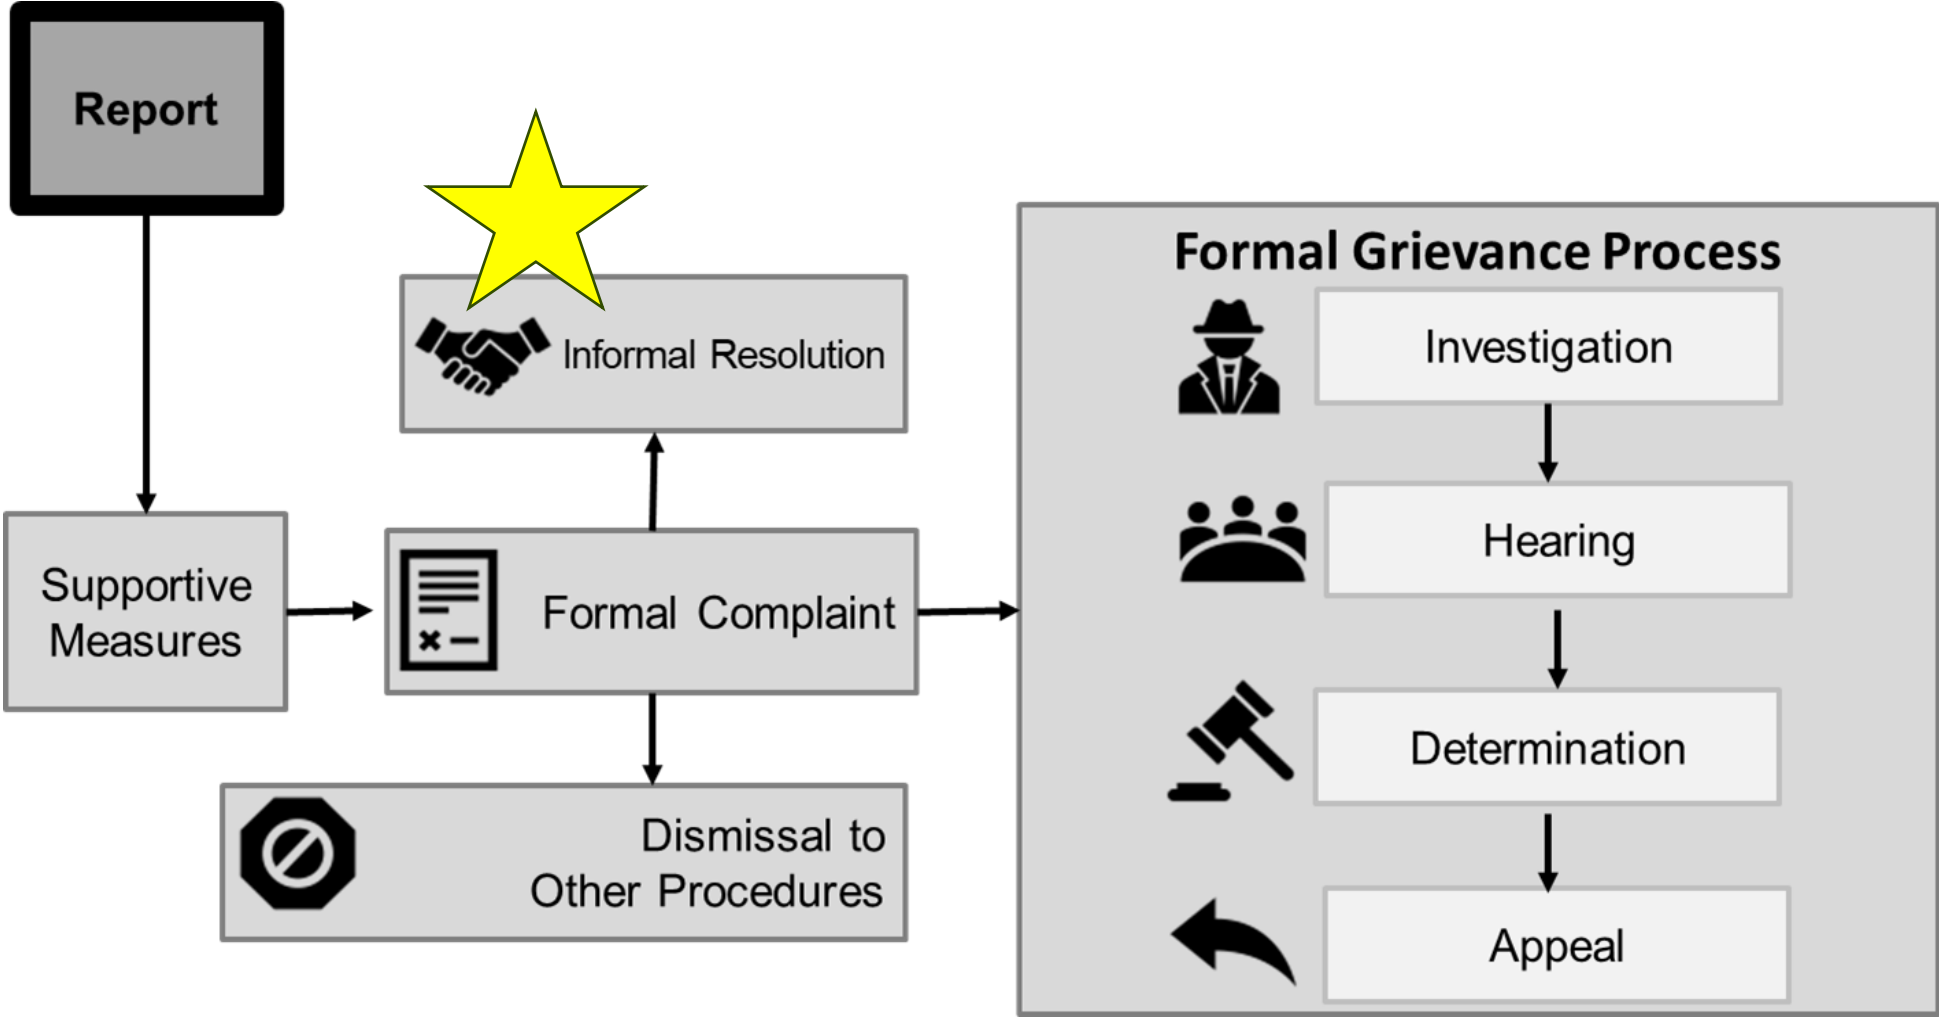 Report
Supportive
Measures
Informal Resolution
Formal Complaint
Dismissal to
Other Procedures
Formal Grievance Process
Investigation
Hearing
Determination
Appeal